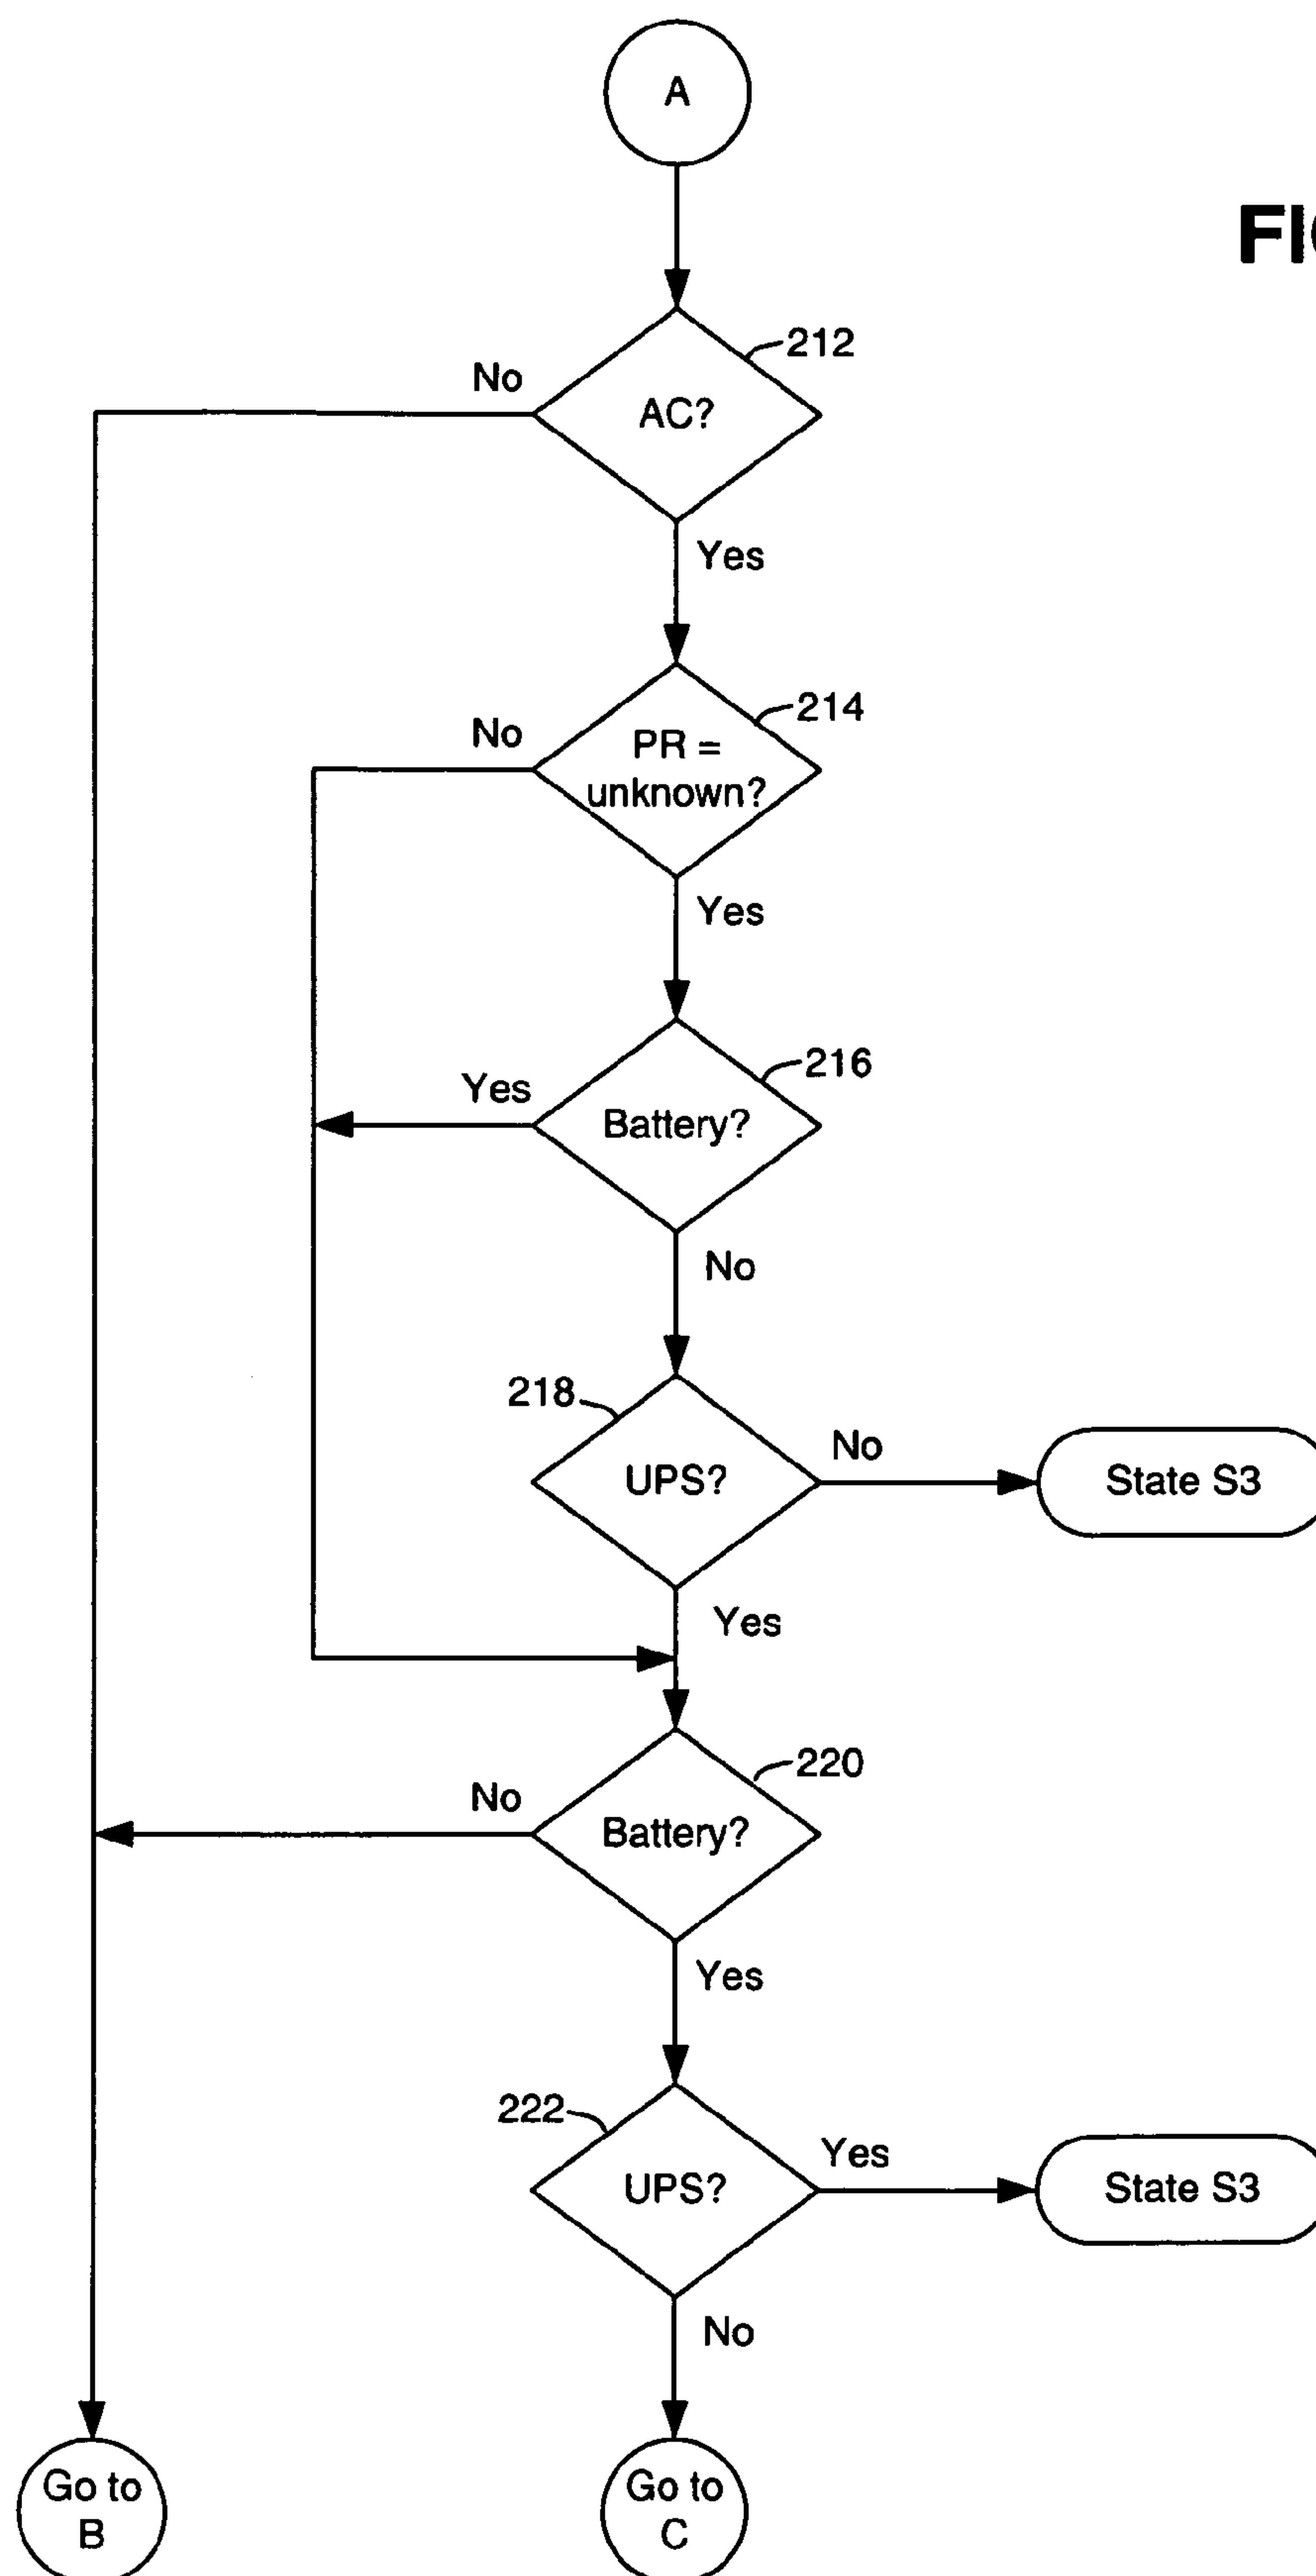 A
FI
212
No
AC?
Yes
214
No
PR =
unknown?
Yes
216
Yes
Battery?
No
218
No
UPS?
State S3
Yes
220
No
Battery?
Yes
222
Yes
UPS?
State S3
No
Go to
B
Go to
C